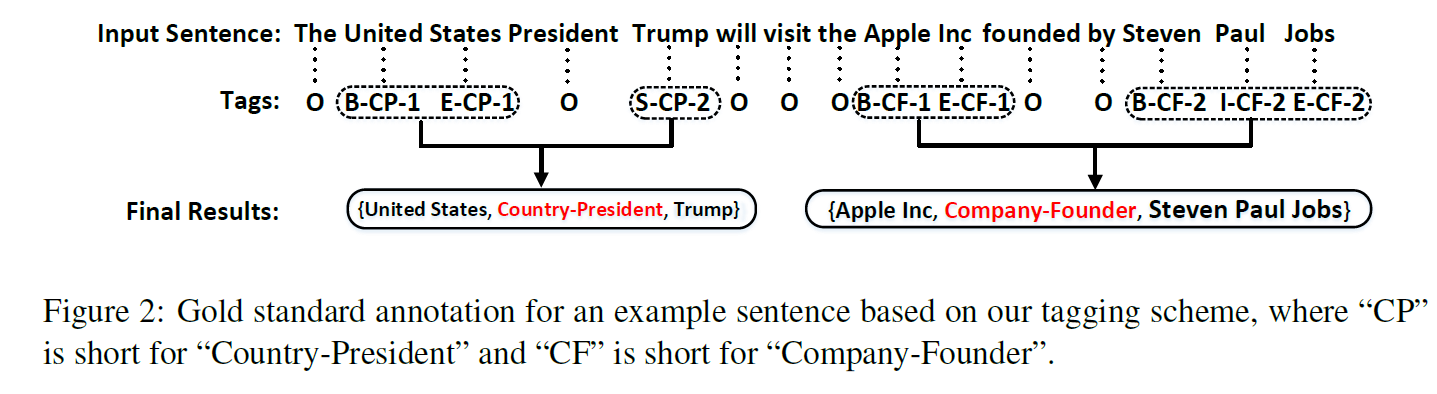 Input Sentence: The United States President Trump will visit the Apple Inc founded by Steven Paul Jobs
Tags: O B-CP-1 E-CP-1 O S-CP-2 O O O B-CF-1 E-CF-1 O O B-CF-2 I-CF-2 E-CF-2
Final Results: {United States, Country-President, Trump} {Apple Inc, Company-Founder, Steven Paul Jobs}
Figure 2: Gold standard annotation for an example sentence based on our tagging scheme, where “CP”
is short for “Country-President” and “CF” is short for “Company-Founder”.